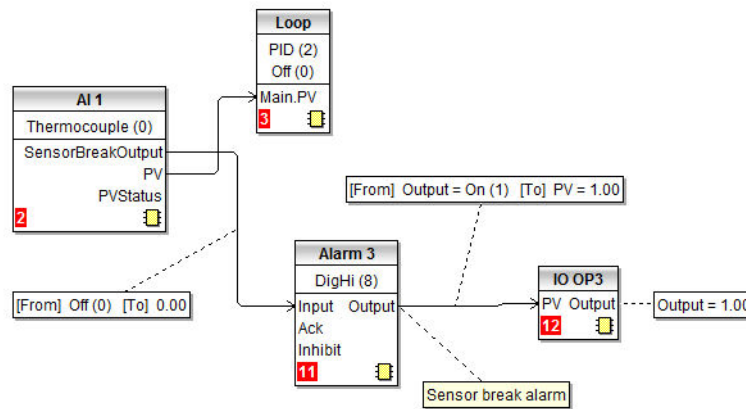 Loop
PID (2)
Off (0)
Main.PV
3
AI 1
Thermocouple (0)
SensorBreakOutput
PV
PVStatus
2
[From] Output = On (1) [To] PV = 1.00
Alarm 3
DigHi (8)
Input Output
Ack
Inhibit
11
IO OP3
PV Output
12
Output = 1.00
[From] Off (0) [To] 0.00
Sensor break alarm